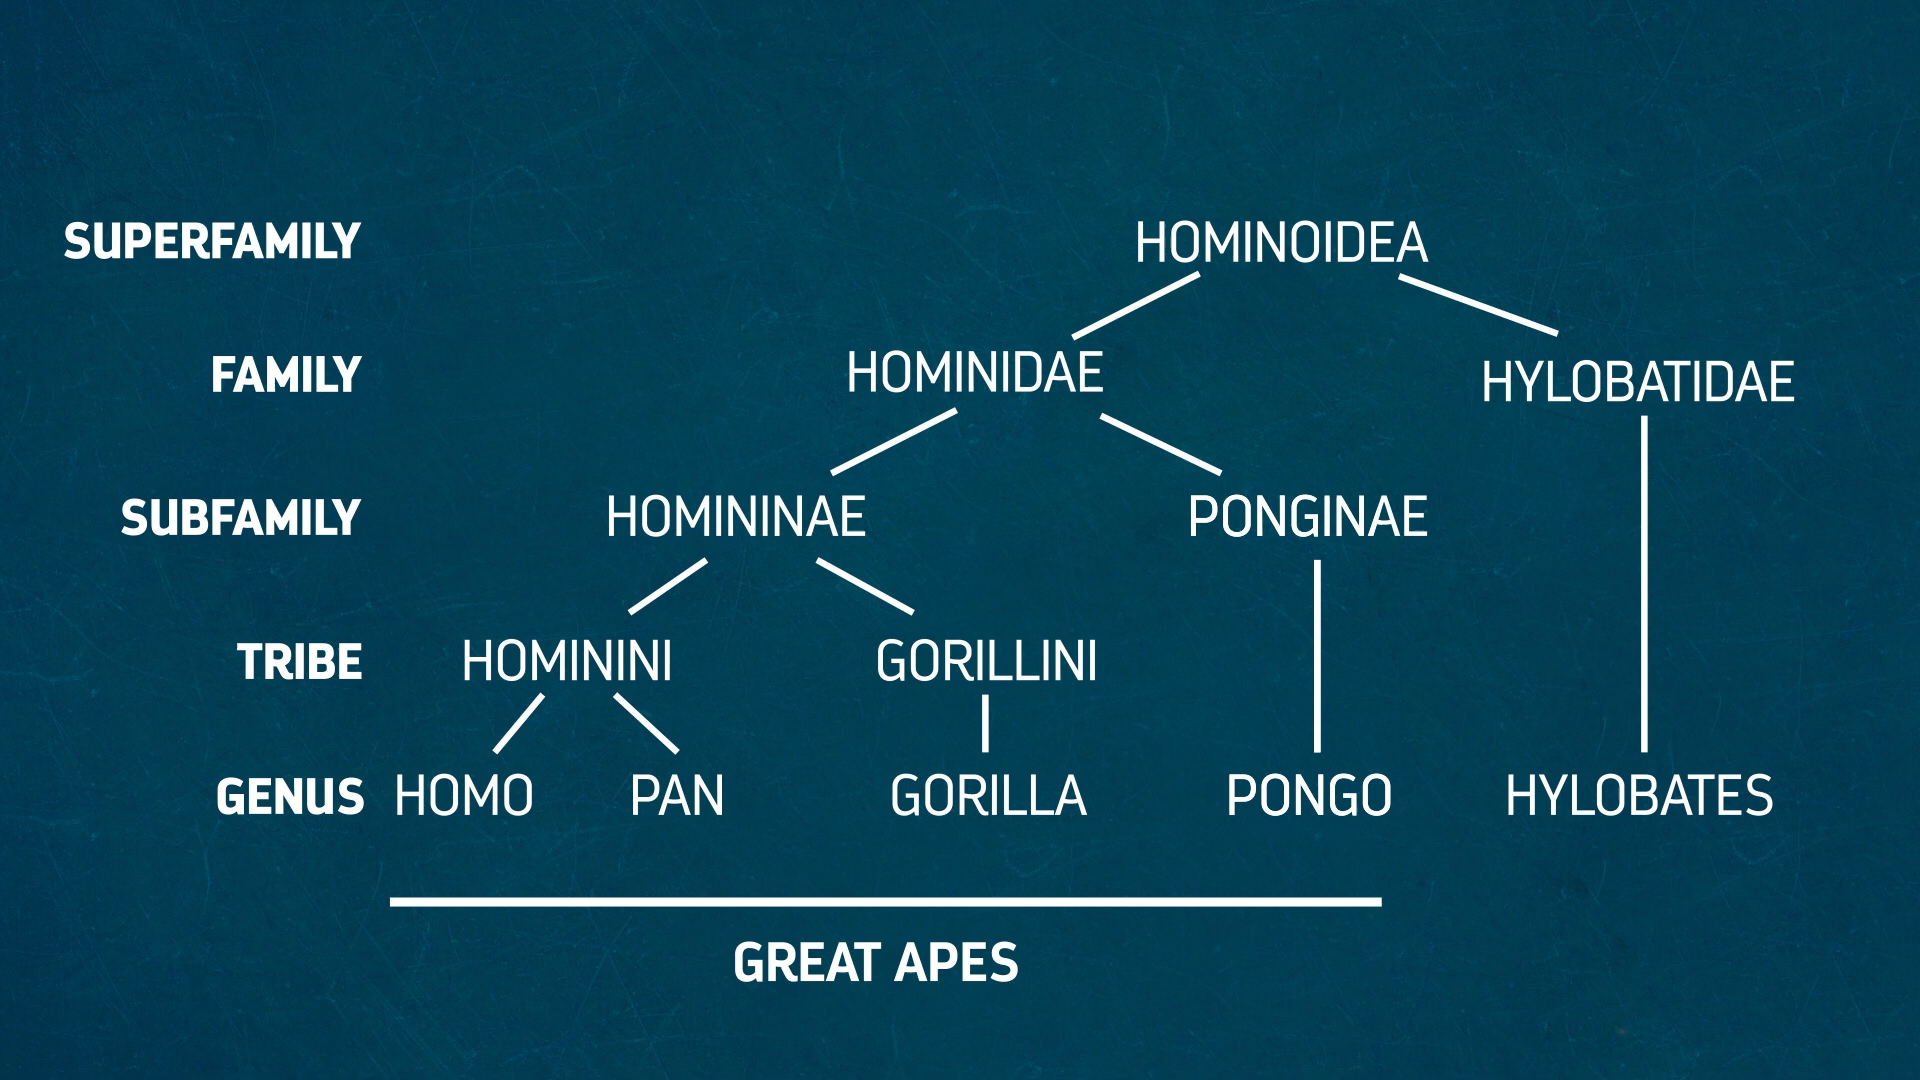 SUPERFAMILY HOMINOIDEA
FAMILY HOMINIDAE HYLOBATIDAE
SUBFAMILY HOMININAE PONGINAE
TRIBE HOMININI GORILLINI
GENUS HOMO PAN GORILLA PONGO HYLOBATES
GREAT APES